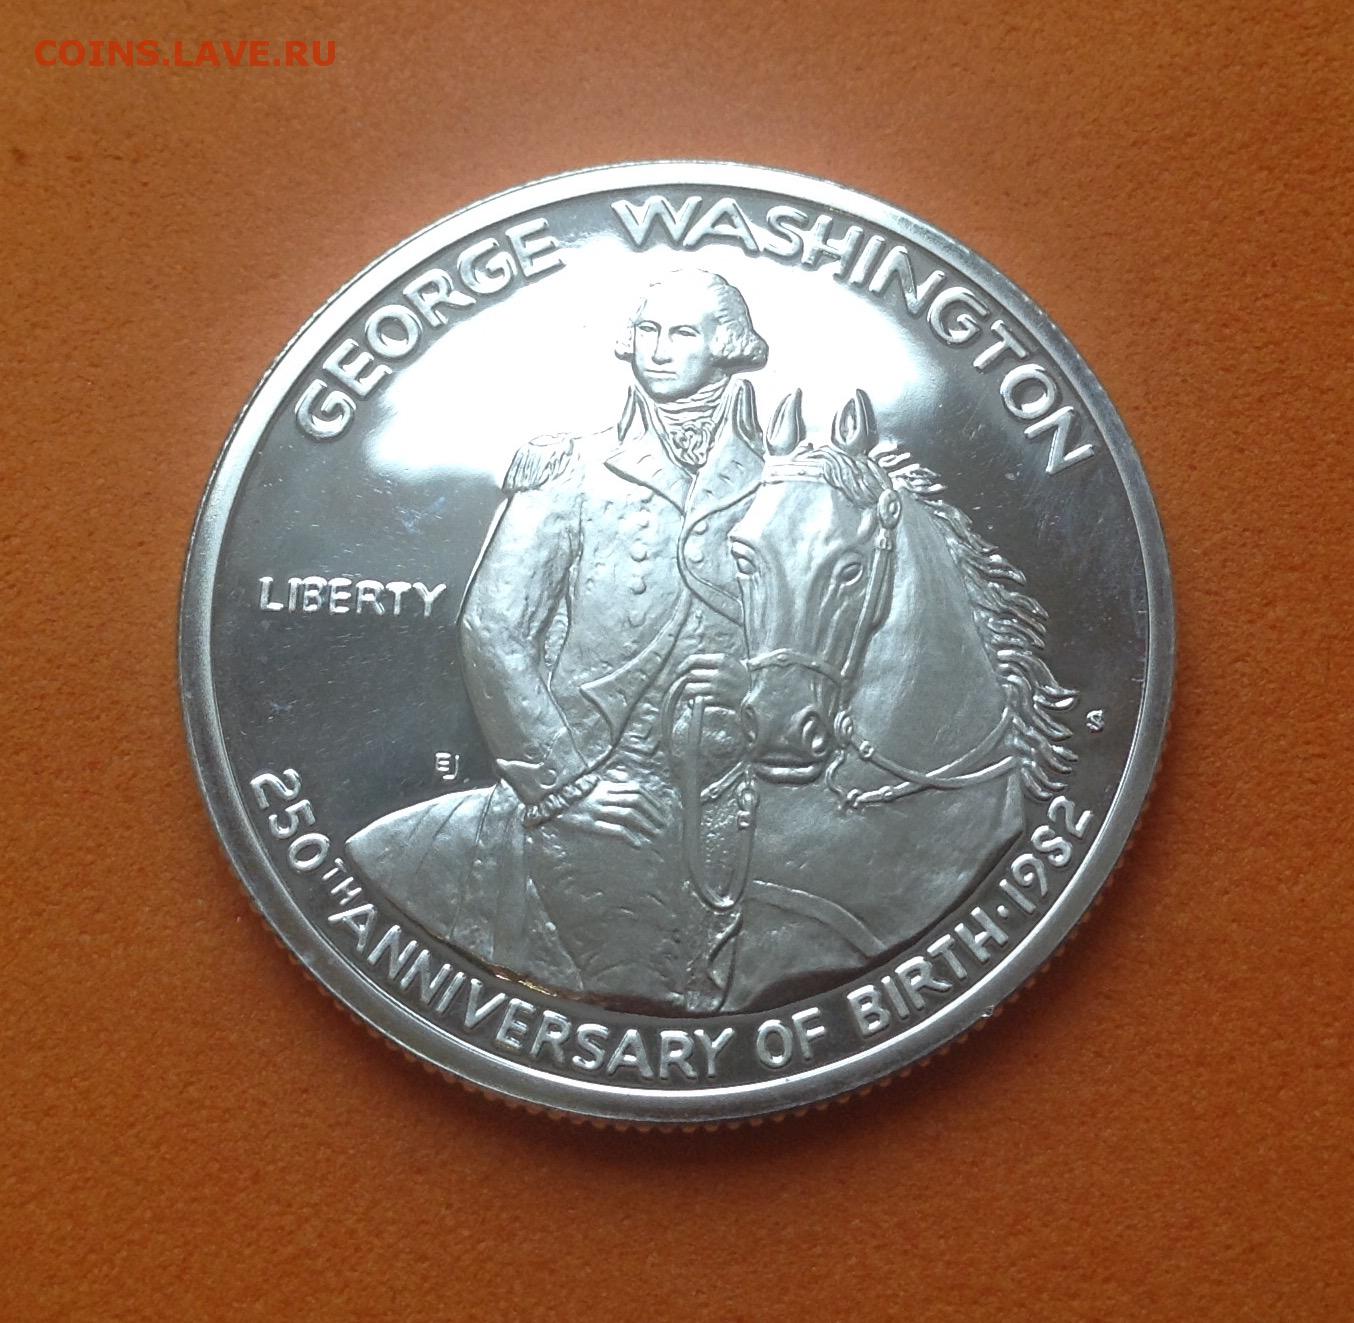 COINS.LAVE.RU
GEORGE WASHINGTON
LIBERTY
EJ
250TH ANNIVERSARY OF BIRTH·1982